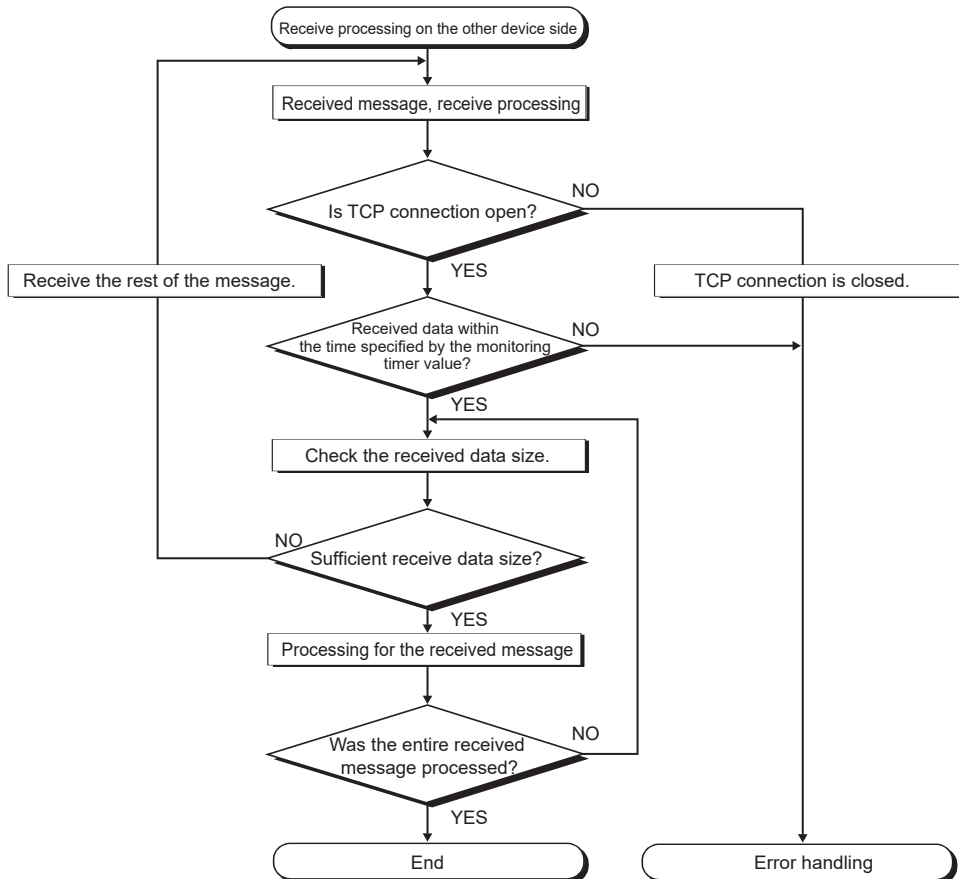 Receive processing on the other device side
Received message, receive processing
NO
Is TCP connection open?
YES
Receive the rest of the message.
TCP connection is closed.
Received data within
the time specified by the monitoring
timer value?
NO
YES
Check the received data size.
NO
Sufficient receive data size?
YES
Processing for the received message
Was the entire received
message processed?
NO
YES
End
Error handling